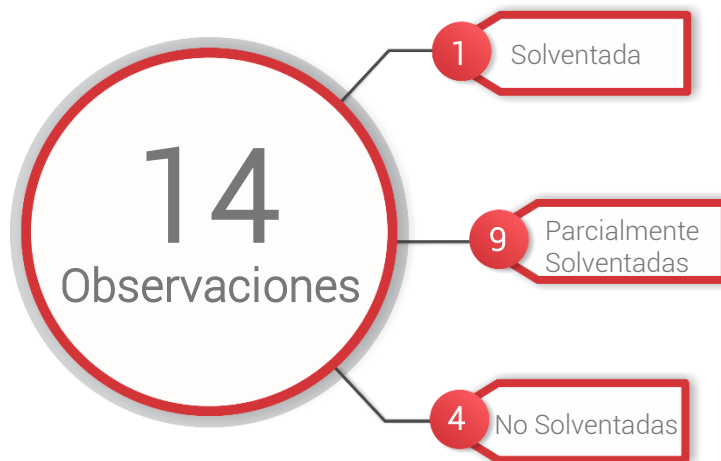 14
Observaciones
1
Solventada
9
Parcialmente
Solventadas
4
No Solventadas